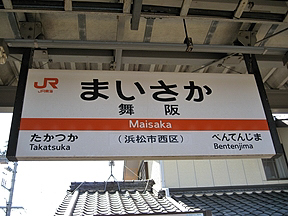 JR
JR東海
まいさか
舞阪
Maisaka
たかつか
Takatsuka
(浜松市西区)
べんてんじま
Bentenjima